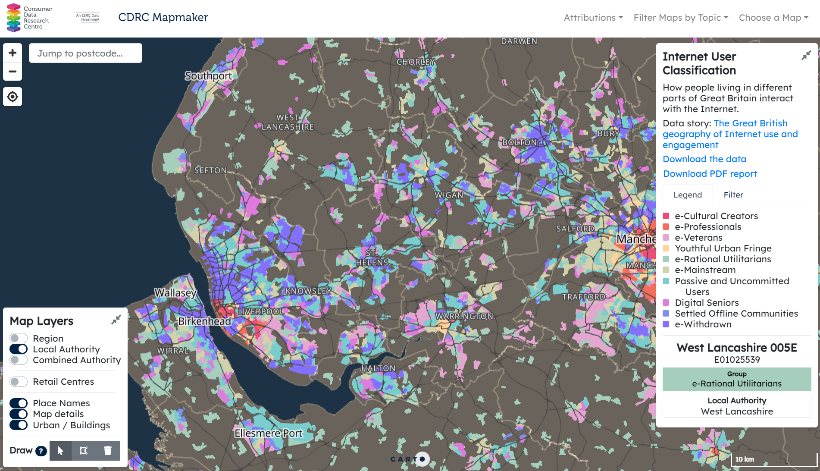 Consumer
Data
Research
Centre
An ESRC Data
Investment
CDRC Mapmaker
Attributions
Filter Maps by Topic
Choose a Map
+
−
Jump to postcode...
DARWEN
CHORLEY
Southport
WEST
LANCASHIRE
BOLTON
BURY
SEFTON
WIGAN
SALFORD
Manche
ST.
HELENS
MANC
Wallasey
KNOWSLEY
TRAFFORD
LIVERPOOL
Birkenhead
WARRINGTON
WIRRAL
HALTON
Ellesmere Port
CARTO
10 km
Internet User
Classification
How people living in different
parts of Great Britain interact
with the Internet.
Data story: The Great British
geography of Internet use and
engagement
Download the data
Download PDF report
Legend
Filter
e-Cultural Creators
e-Professionals
e-Veterans
Youthful Urban Fringe
e-Rational Utilitarians
e-Mainstream
Passive and Uncommitted
Users
Digital Seniors
Settled Offline Communities
e-Withdrawn
West Lancashire 005E
E01025539
Group
e-Rational Utilitarians
Local Authority
West Lancashire
Map Layers
Region
Local Authority
Combined Authority
Retail Centres
Place Names
Map details
Urban / Buildings
Draw ?